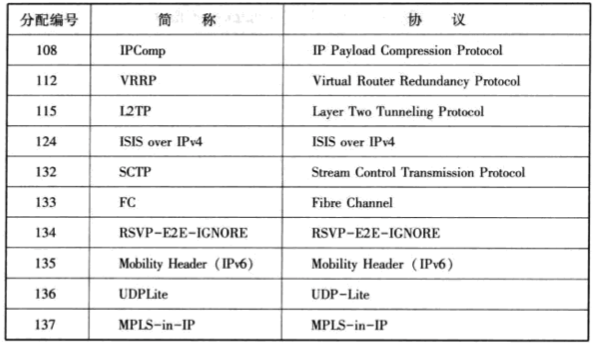 分配编号 简 称 协 议
108 IPComp IP Payload Compression Protocol
112 VRRP Virtual Router Redundancy Protocol
115 L2TP Layer Two Tunneling Protocol
124 ISIS over IPv4 ISIS over IPv4
132 SCTP Stream Control Transmission Protocol
133 FC Fibre Channel
134 RSVP-E2E-IGNORE RSVP-E2E-IGNORE
135 Mobility Header (IPv6) Mobility Header (IPv6)
136 UDPLite UDP-Lite
137 MPLS-in-IP MPLS-in-IP